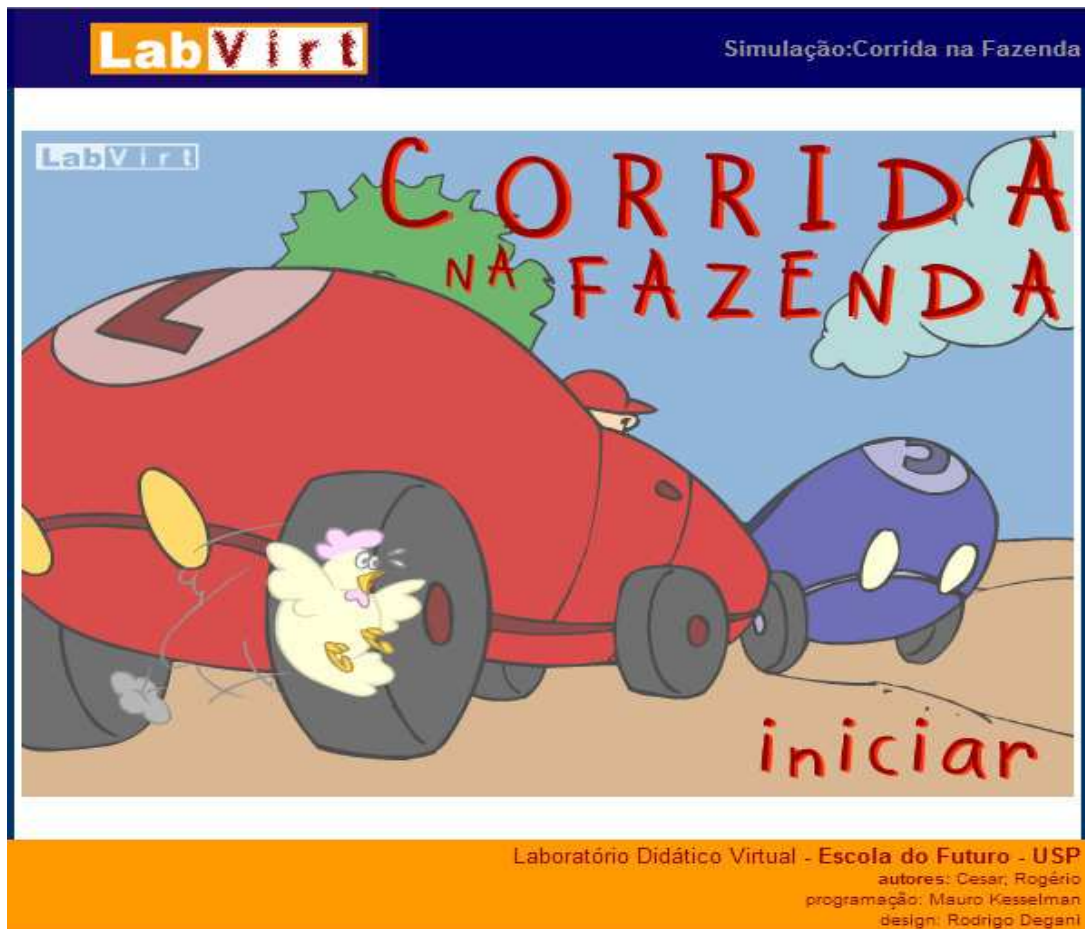 LabVirt
Simulação:Corrida na Fazenda
LabVirt
CORRIDA
NA FAZENDA
iniciar
Laboratório Didático Virtual - Escola do Futuro - USP
autores: Cesar, Rogério
programação: Mauro Kesselman
design: Rodrigo Degani